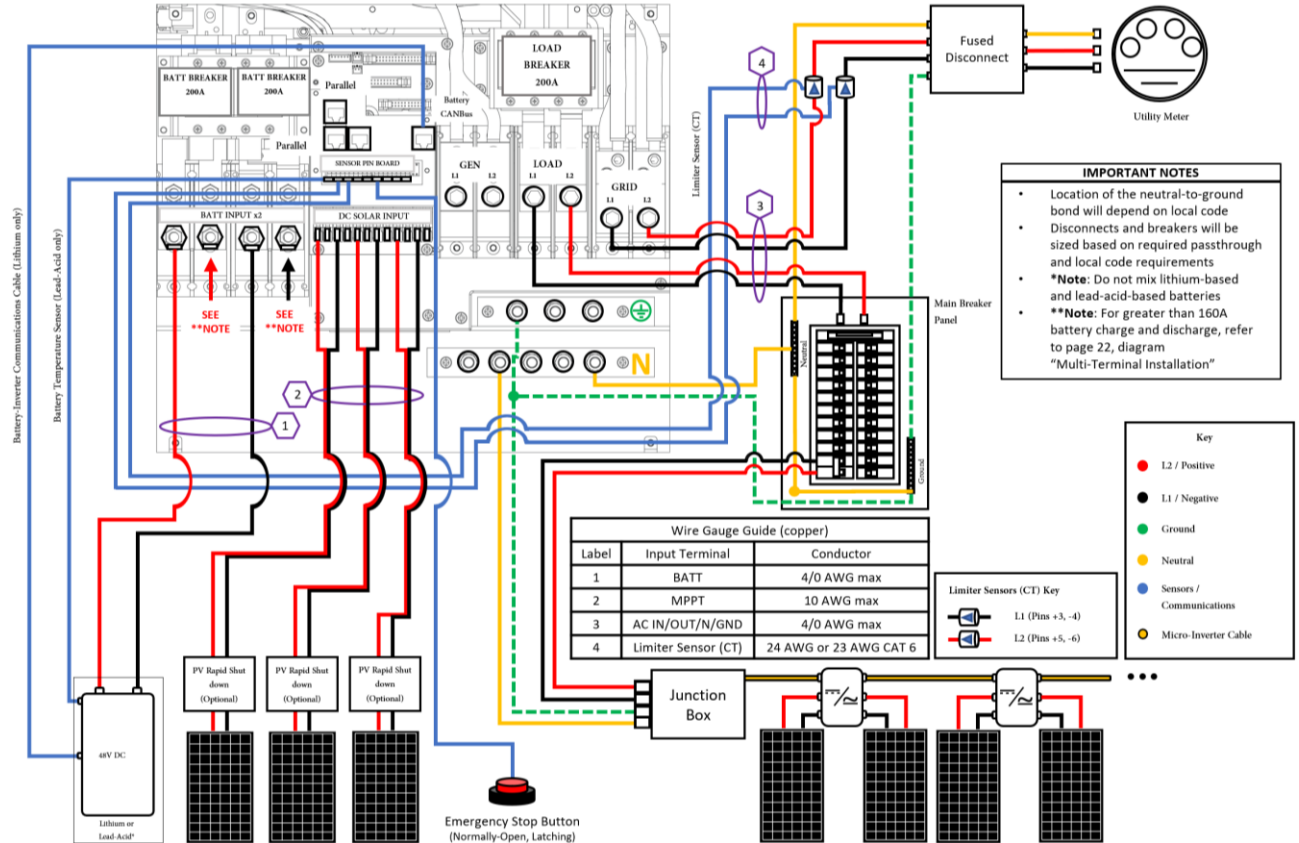 BATT BREAKER
200A
BATT BREAKER
200A
Parallel
Parallel
Battery
CANBus
LOAD
BREAKER
200A
SENSOR PIN BOARD
BATT INPUT x2
DC SOLAR INPUT
GEN
L1
L2
LOAD
L1
L2
GRID
L1
L2
SEE
**NOTE
SEE
**NOTE
N
1
2
3
4
Limiter Sensor (CT)
Battery-Inverter Communications Cable (Lithium only)
Battery Temperature Sensor (Lead-Acid only)
Fused
Disconnect
Utility Meter
IMPORTANT NOTES
• Location of the neutral-to-ground
bond will depend on local code
• Disconnects and breakers will be
sized based on required passthrough
and local code requirements
• *Note: Do not mix lithium-based
and lead-acid-based batteries
• **Note: For greater than 160A
battery charge and discharge, refer
to page 22, diagram
“Multi-Terminal Installation”
Main Breaker
Panel
Neutral
Ground
Key
L2 / Positive
L1 / Negative
Ground
Neutral
Sensors /
Communications
Micro-Inverter Cable
Wire Gauge Guide (copper)
Label Input Terminal Conductor
1 BATT 4/0 AWG max
2 MPPT 10 AWG max
3 AC IN/OUT/N/GND 4/0 AWG max
4 Limiter Sensor (CT) 24 AWG or 23 AWG CAT 6
Limiter Sensors (CT) Key
L1 (Pins +3, -4)
L2 (Pins +5, -6)
PV Rapid Shut
down
(Optional)
PV Rapid Shut
down
(Optional)
PV Rapid Shut
down
(Optional)
Junction
Box
48V DC
Lithium or
Lead-Acid*
Emergency Stop Button
(Normally-Open, Latching)